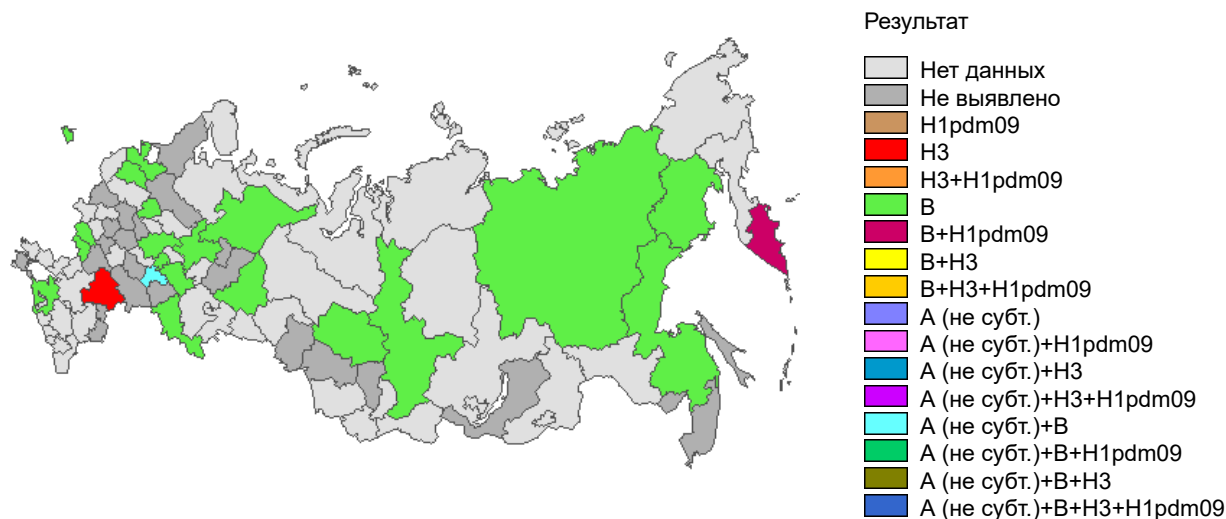 Результат
Нет данных
Не выявлено
H1pdm09
H3
H3+H1pdm09
B
B+H1pdm09
B+H3
B+H3+H1pdm09
А (не субт.)
А (не субт.)+H1pdm09
А (не субт.)+H3
А (не субт.)+H3+H1pdm09
А (не субт.)+B
А (не субт.)+B+H1pdm09
А (не субт.)+B+H3
А (не субт.)+B+H3+H1pdm09